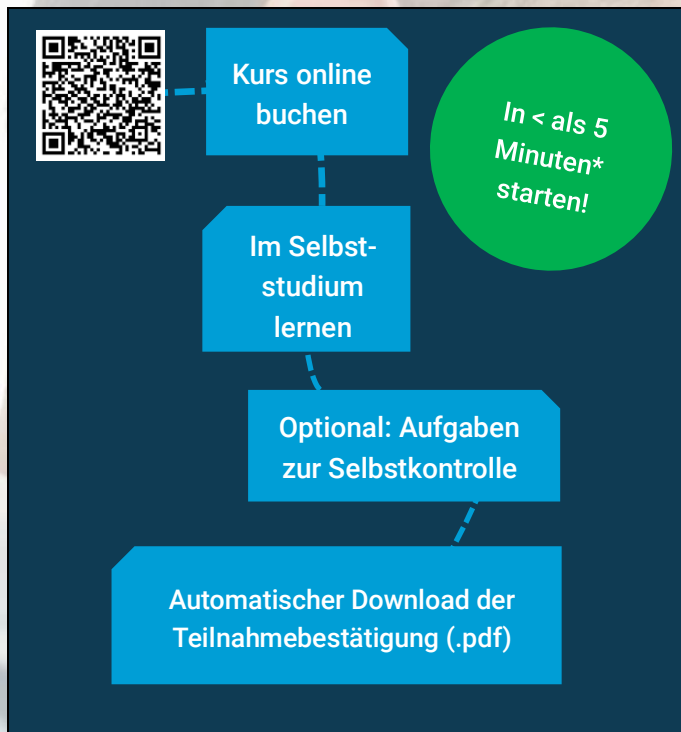 Kurs online
buchen
In < als 5
Minuten*
starten!
Im Selbst-
studium
lernen
Optional: Aufgaben
zur Selbstkontrolle
Automatischer Download der
Teilnahmebestätigung (.pdf)